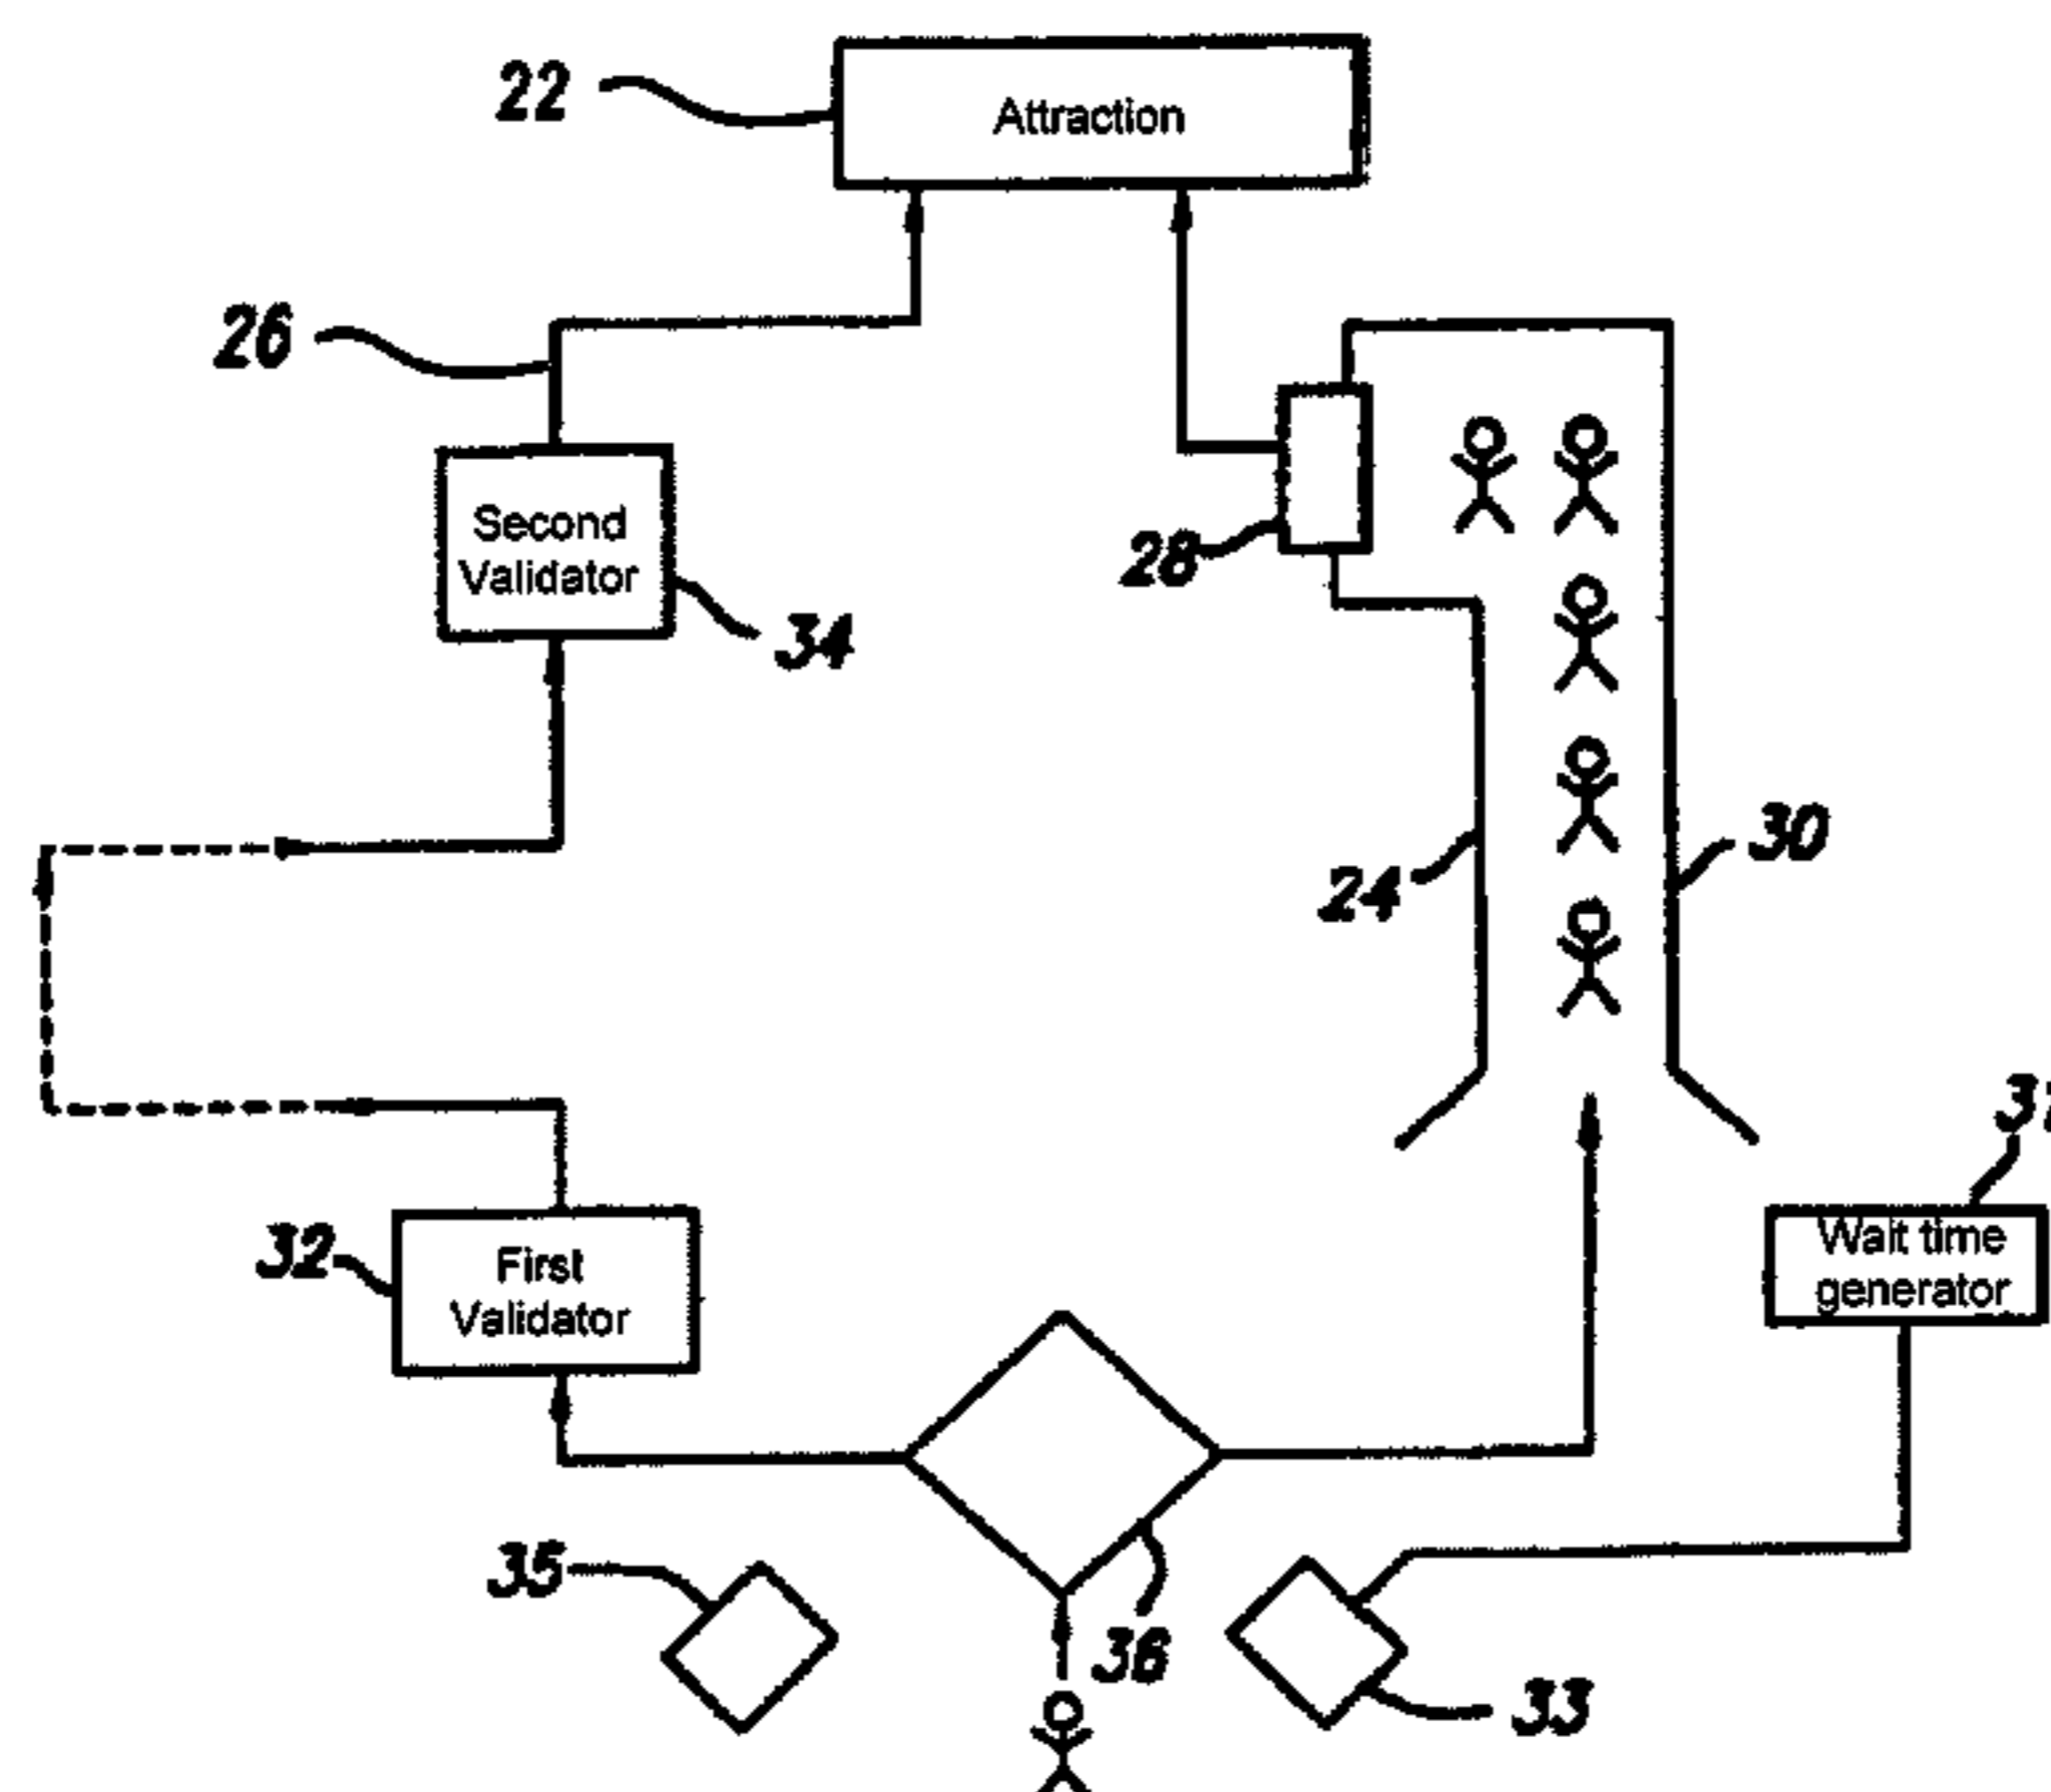 22
Attraction
26
Second
Validator
34
28
30
24
32
First
Validator
Wait time
generator
35
36
33